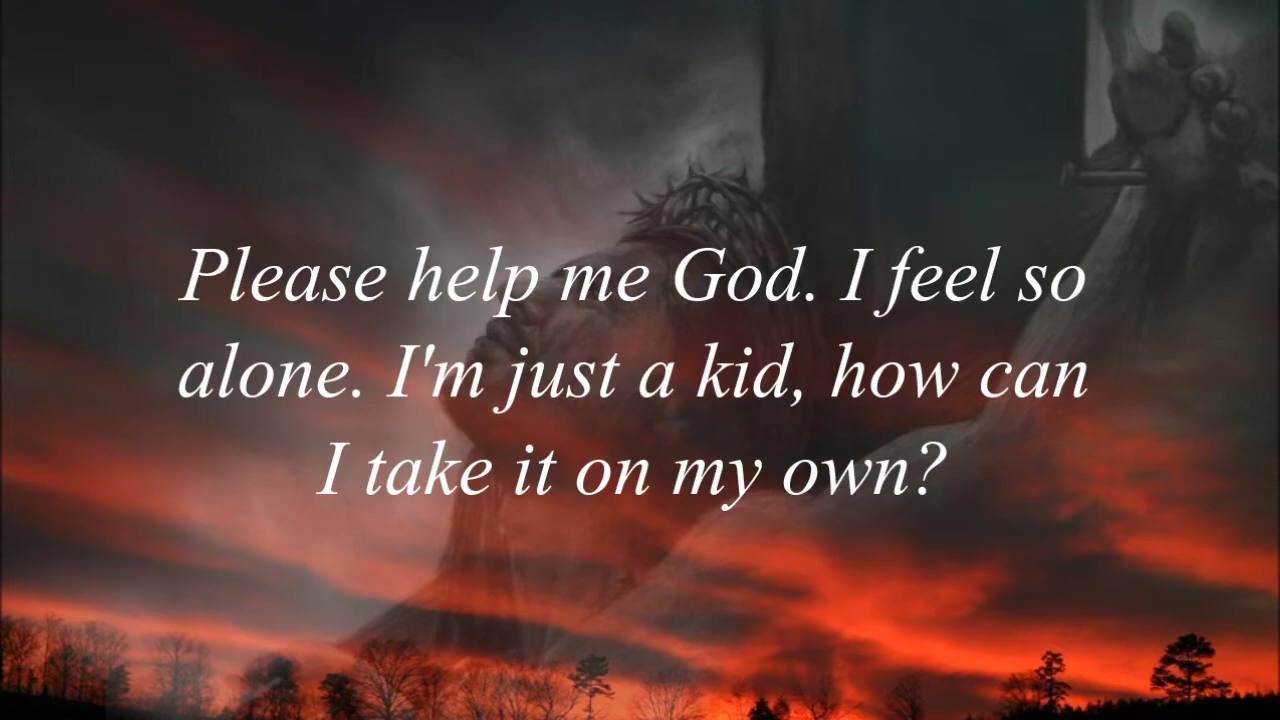 Please help me God. I feel so
alone. I'm just a kid, how can
I take it on my own?